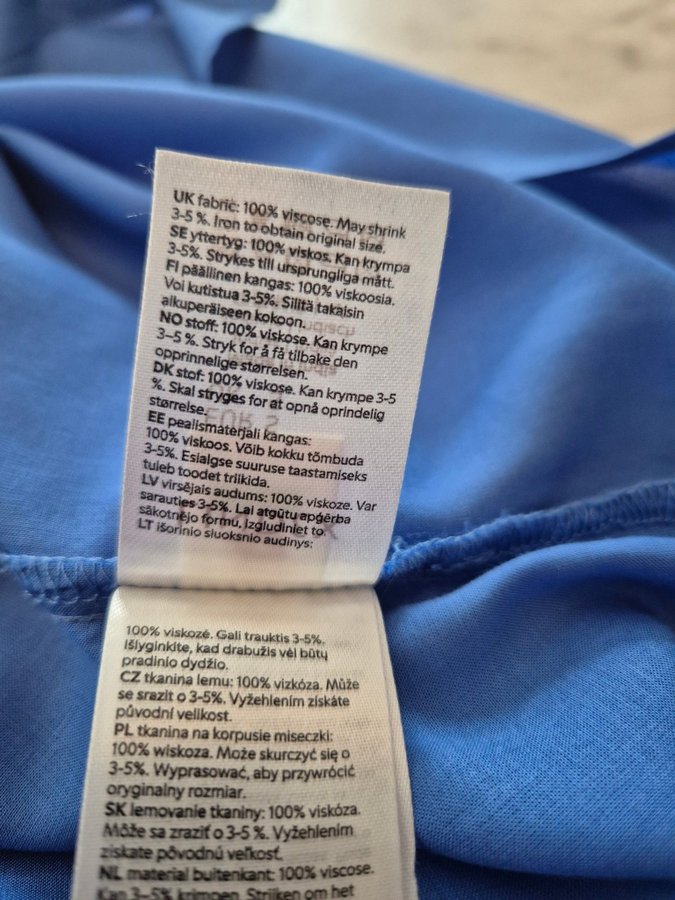 UK fabric: 100% viscose. May shrink
3-5 %. Iron to obtain original size.
SE yttertyg: 100% viskos. Kan krympa
3-5%. Strykes till ursprungliga mått.
FI päällinen kangas: 100% viskoosia.
Voi kutistua 3-5%. Silitä takaisin
alkuperäiseen kokoon.
NO stoff: 100% viskose. Kan krympe
3–5 %. Stryk for å få tilbake den
opprinnelige størrelsen.
DK stof: 100% viskose. Kan krympe 3-5
%. Skal stryges for at opnå oprindelig
størrelse.
EE pealismaterjali kangas:
100% viskoos. Võib kokku tõmbuda
3-5%. Esialgse suuruse taastamiseks
tuleb toodet triikida.
LV virsējais audums: 100% viskoze. Var
sarauties 3-5%. Lai atgūtu apģērba
sākotnējo formu, izgludiniet to
LT išorinio sluoksnio audinys:
100% viskozė. Gali trauktis 3-5%.
Išlyginkite, kad drabužis vėl būtų
pradinio dydžio.
CZ tkanina lemu: 100% vizkóza. Může
se srazit o 3-5%. Vyžehlením získáte
původní velikost.
PL tkanina na korpusie miseczki:
100% wiskoza. Może skurczyć się o
3-5%. Wyprasować, aby przywrócić
oryginalny rozmiar.
SK lemovanie tkaniny: 100% viskóza.
Môže sa zraziť o 3-5 %. Vyžehlením
získate pôvodnú veľkosť.
NL material buitenkant: 100% viscose.
Kan 3–5% krimpen. Strijken om het